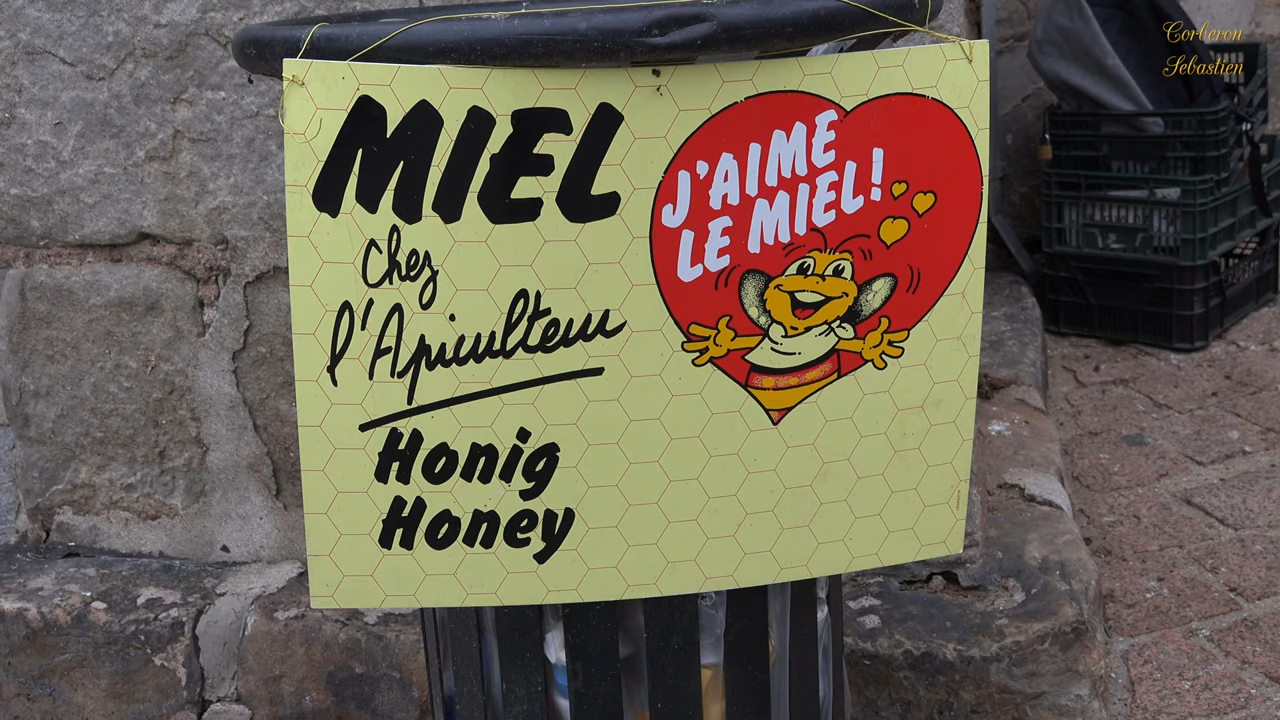 MIEL
Chez
l'Apiculteur
Honig
Honey
J'AIME
LE MIEL!
Corberon
Sebastien